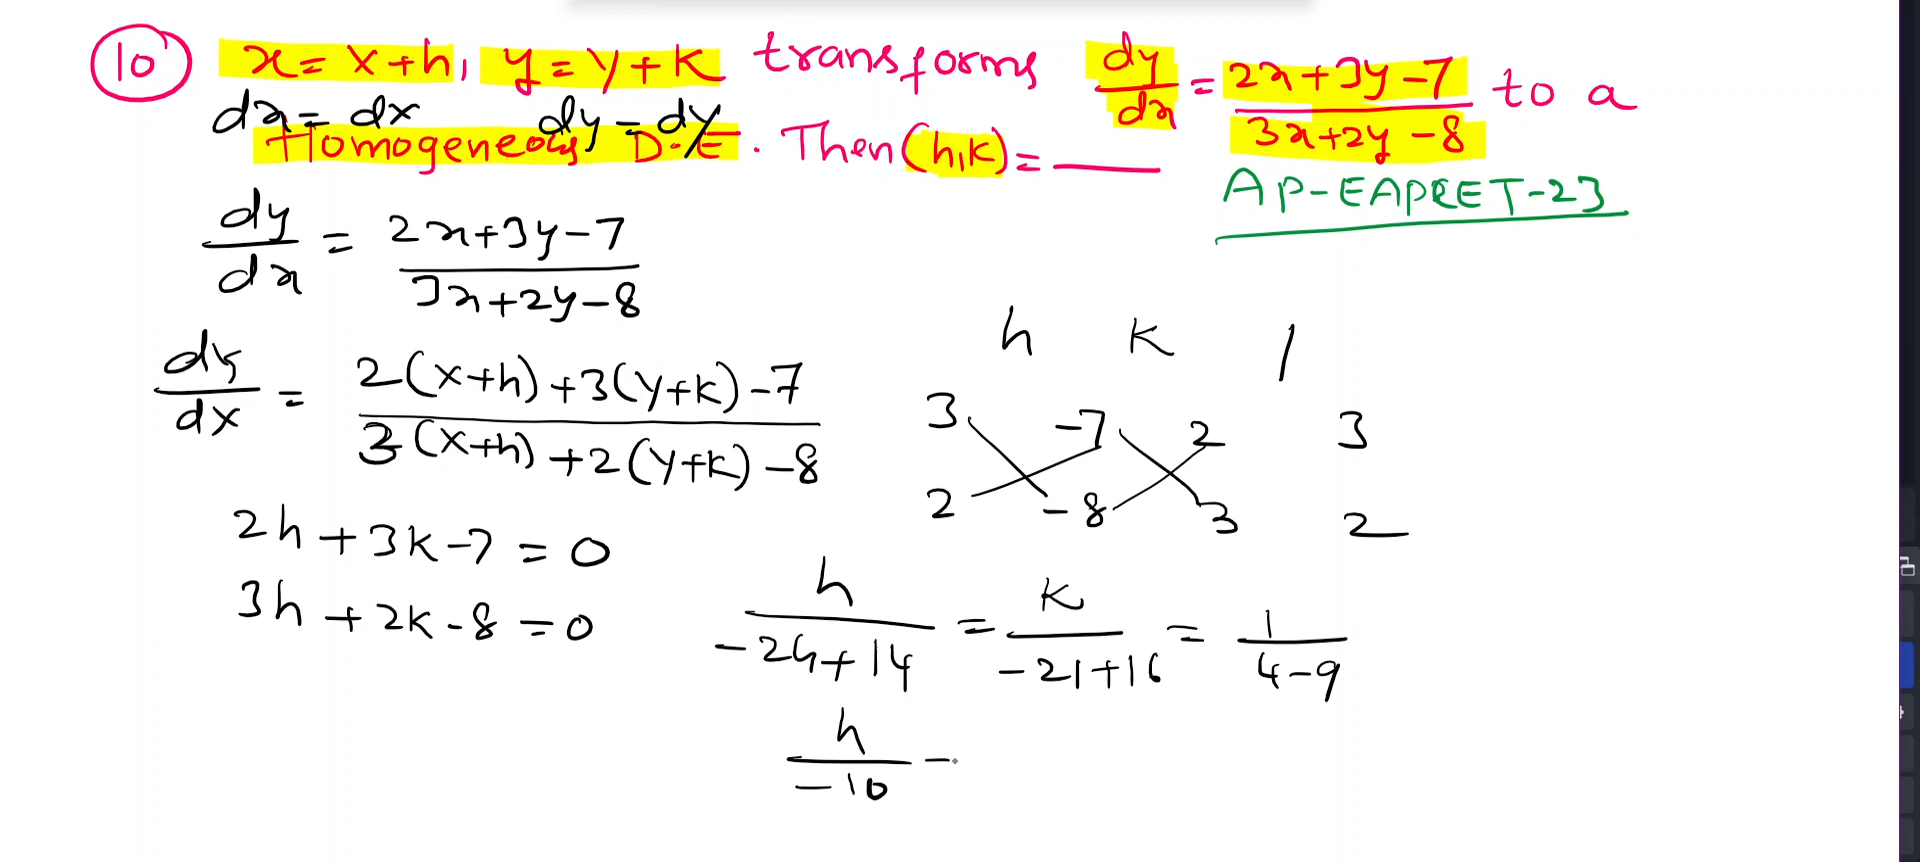 10 x = X+h, y = Y+K transforms dy/dx = 2x+3y-7/3x+2y-8 to a
dx = dX dy = dY
Homogeneous D.E. Then (h,K) = ____
AP-EAPCET-23
dy/dx = 2x+3y-7/3x+2y-8
dy/dx = 2(x+h)+3(y+k)-7/3(x+h)+2(y+k)-8
h k 1
3 -7 2 3
2 -8 3 2
2h+3k-7 = 0
3h+2k-8 = 0
h/-24+14 = k/-21+16 = 1/4-9
h/-10 -